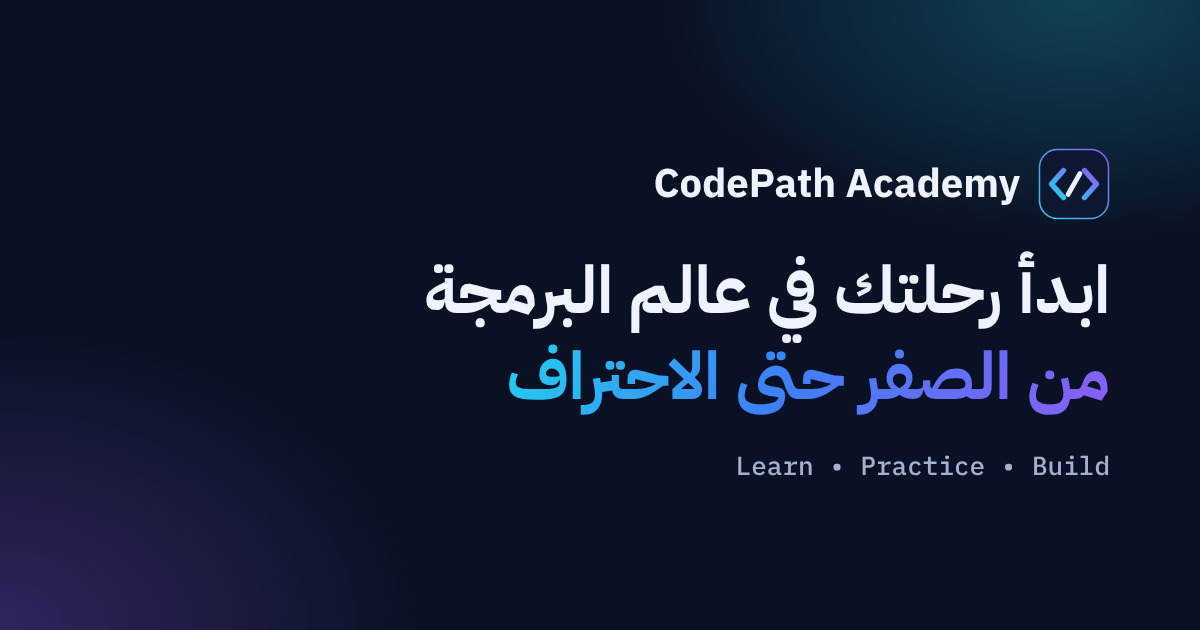 CodePath Academy
ابدأ رحلتك في عالم البرمجة
من الصفر حتى الاحتراف
Learn • Practice • Build